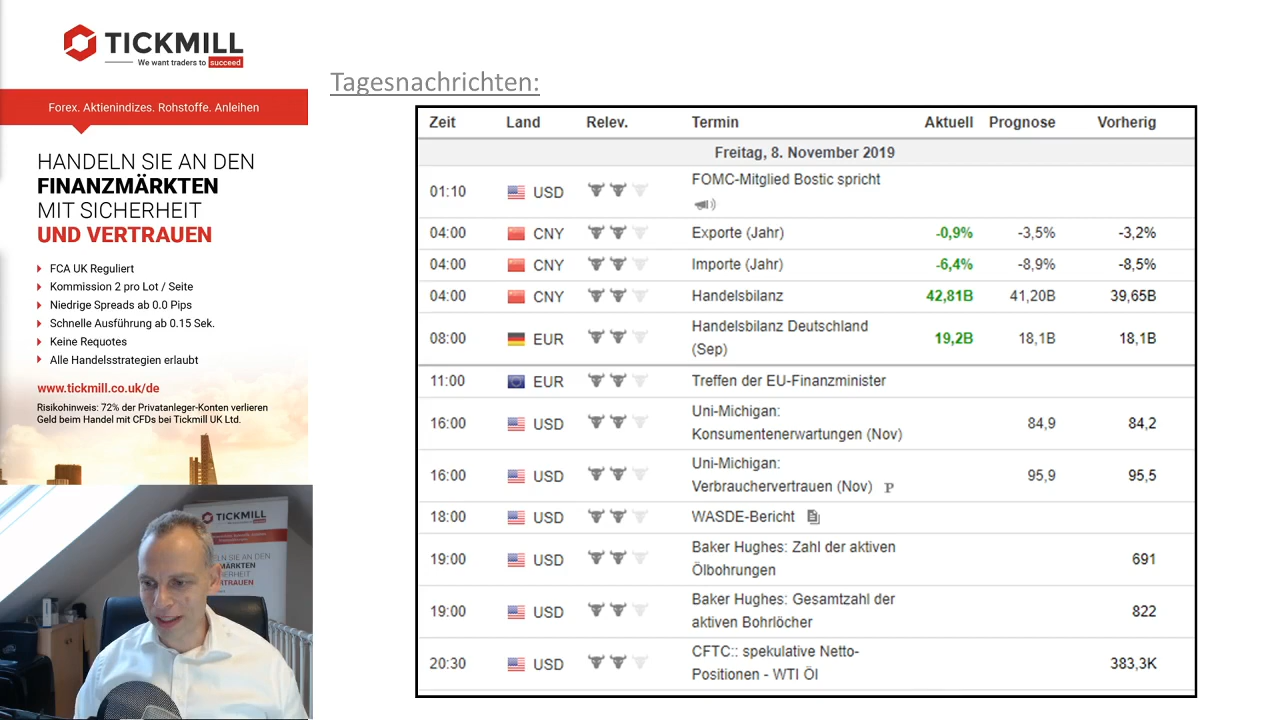 TICKMILL
We want traders to succeed
Forex. Aktienindizes. Rohstoffe. Anleihen
HANDELN SIE AN DEN
FINANZMÄRKTEN
MIT SICHERHEIT
UND VERTRAUEN
FCA UK Reguliert
Kommission 2 pro Lot / Seite
Niedrige Spreads ab 0.0 Pips
Schnelle Ausführung ab 0.15 Sek.
Keine Requotes
Alle Handelsstrategien erlaubt
www.tickmill.co.uk/de
Risikohinweis: 72% der Privatanleger-Konten verlieren
Geld beim Handel mit CFDs bei Tickmill UK Ltd.
TICKMILL
Tagesnachrichten:
Zeit Land Relev. Termin Aktuell Prognose Vorherig
Freitag, 8. November 2019
01:10 USD FOMC-Mitglied Bostic spricht
04:00 CNY Exporte (Jahr) -0,9% -3,5% -3,2%
04:00 CNY Importe (Jahr) -6,4% -8,9% -8,5%
04:00 CNY Handelsbilanz 42,81B 41,20B 39,65B
08:00 EUR Handelsbilanz Deutschland
(Sep) 19,2B 18,1B 18,1B
11:00 EUR Treffen der EU-Finanzminister
16:00 USD Uni-Michigan:
Konsumentenerwartungen (Nov) 84,9 84,2
16:00 USD Uni-Michigan:
Verbrauchervertrauen (Nov) P 95,9 95,5
18:00 USD WASDE-Bericht
19:00 USD Baker Hughes: Zahl der aktiven
Ölbohrungen 691
19:00 USD Baker Hughes: Gesamtzahl der
aktiven Bohrlöcher 822
20:30 USD CFTC:: spekulative Netto-
Positionen - WTI Öl 383,3K